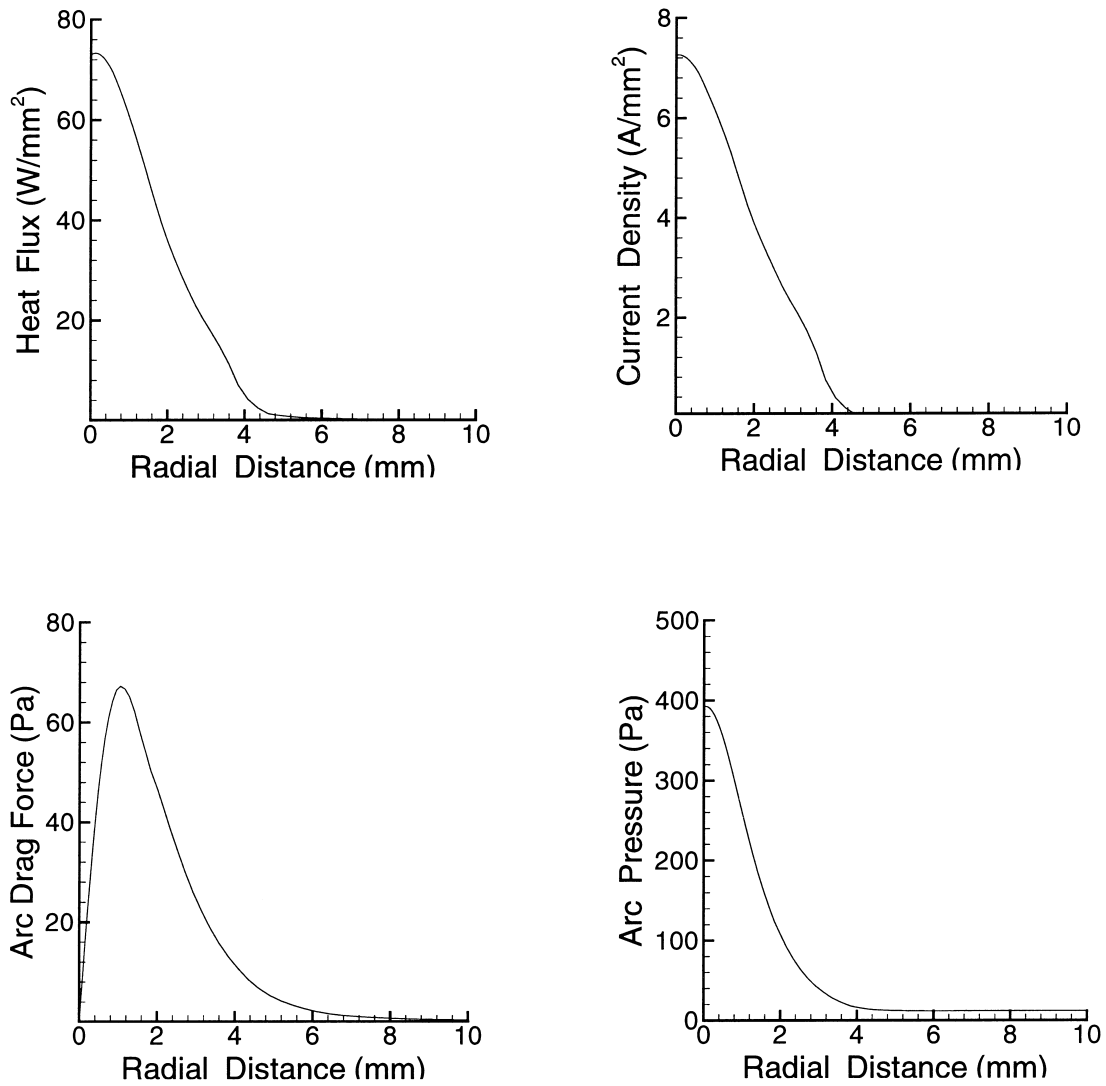 80
60
40
20
Heat Flux (W/mm²)
0 2 4 6 8 10
Radial Distance (mm)
8
6
4
2
Current Density (A/mm²)
0 2 4 6 8 10
Radial Distance (mm)
80
60
40
20
Arc Drag Force (Pa)
0 2 4 6 8 10
Radial Distance (mm)
500
400
300
200
100
0
Arc Pressure (Pa)
0 2 4 6 8 10
Radial Distance (mm)